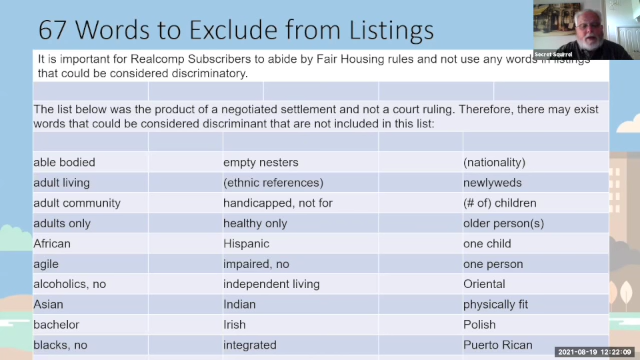 67 Words to Exclude from Listings
Secret Squirrel
It is important for Realcomp Subscribers to abide by Fair Housing rules and not use any words in listings
that could be considered discriminatory.
The list below was the product of a negotiated settlement and not a court ruling. Therefore, there may exist
words that could be considered discriminant that are not included in this list:
able bodied empty nesters (nationality)
adult living (ethnic references) newlyweds
adult community handicapped, not for (# of) children
adults only healthy only older person(s)
African Hispanic one child
agile impaired, no one person
alcoholics, no independent living Oriental
Asian Indian physically fit
bachelor Irish Polish
blacks, no integrated Puerto Rican
2021-08-19 12:22:09